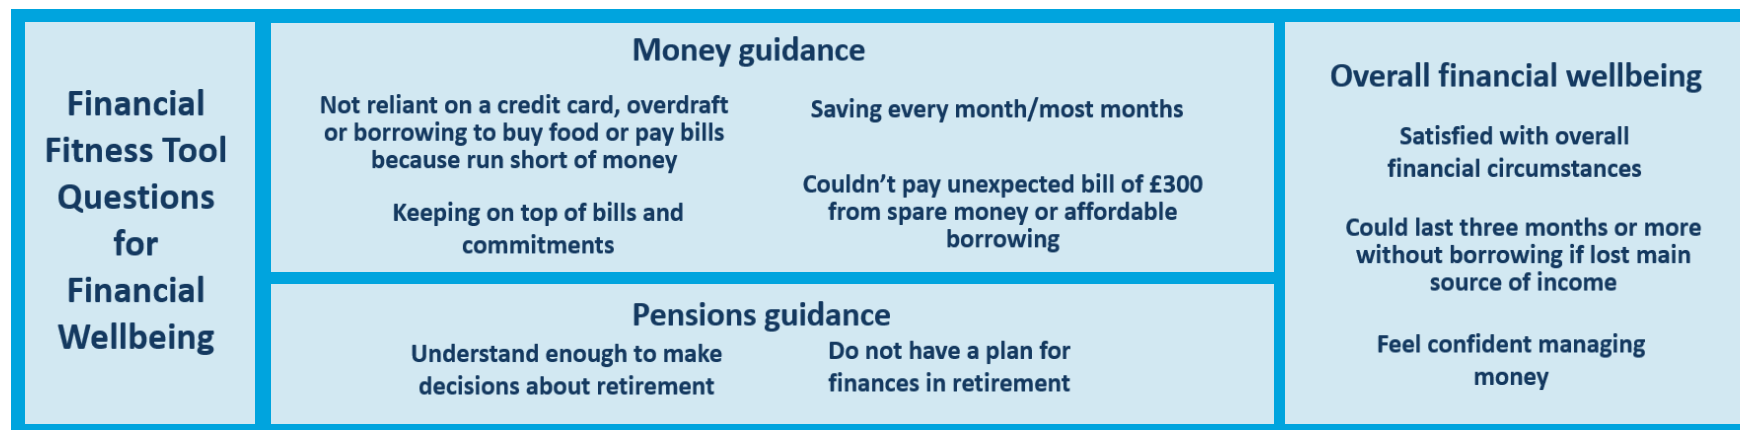 Financial
Fitness Tool
Questions
for
Financial
Wellbeing
Money guidance
Not reliant on a credit card, overdraft
or borrowing to buy food or pay bills
because run short of money
Keeping on top of bills and
commitments
Saving every month/most months
Couldn’t pay unexpected bill of £300
from spare money or affordable
borrowing
Pensions guidance
Understand enough to make
decisions about retirement
Do not have a plan for
finances in retirement
Overall financial wellbeing
Satisfied with overall
financial circumstances
Could last three months or more
without borrowing if lost main
source of income
Feel confident managing
money